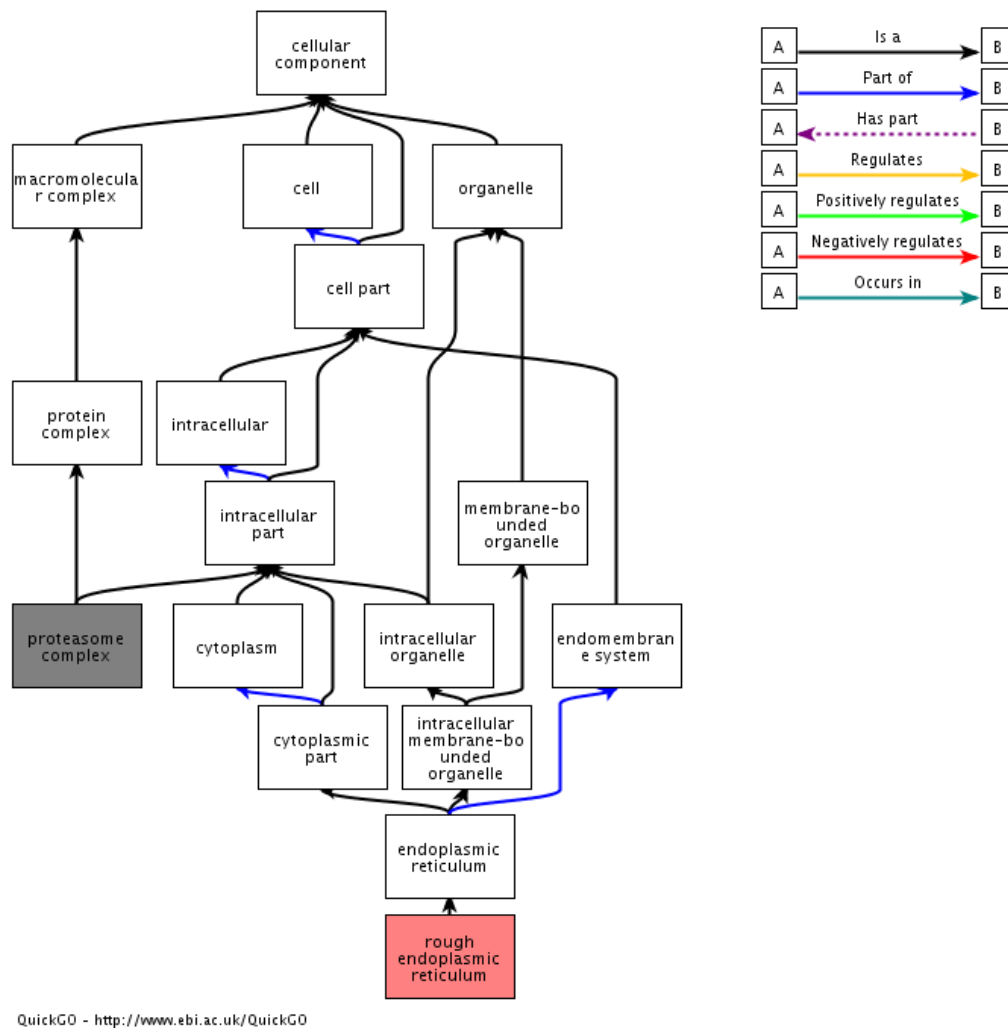 cellular
component
macromolecula
r complex
cell
organelle
cell part
protein
complex
intracellular
intracellular
part
membrane-bo
unded
organelle
proteasome
complex
cytoplasm
intracellular
organelle
endomembran
e system
cytoplasmic
part
intracellular
membrane-bo
unded
organelle
endoplasmic
reticulum
rough
endoplasmic
reticulum
A Is a B
A Part of B
A Has part B
A Regulates B
A Positively regulates B
A Negatively regulates B
A Occurs in B
QuickGO - http://www.ebi.ac.uk/QuickGO